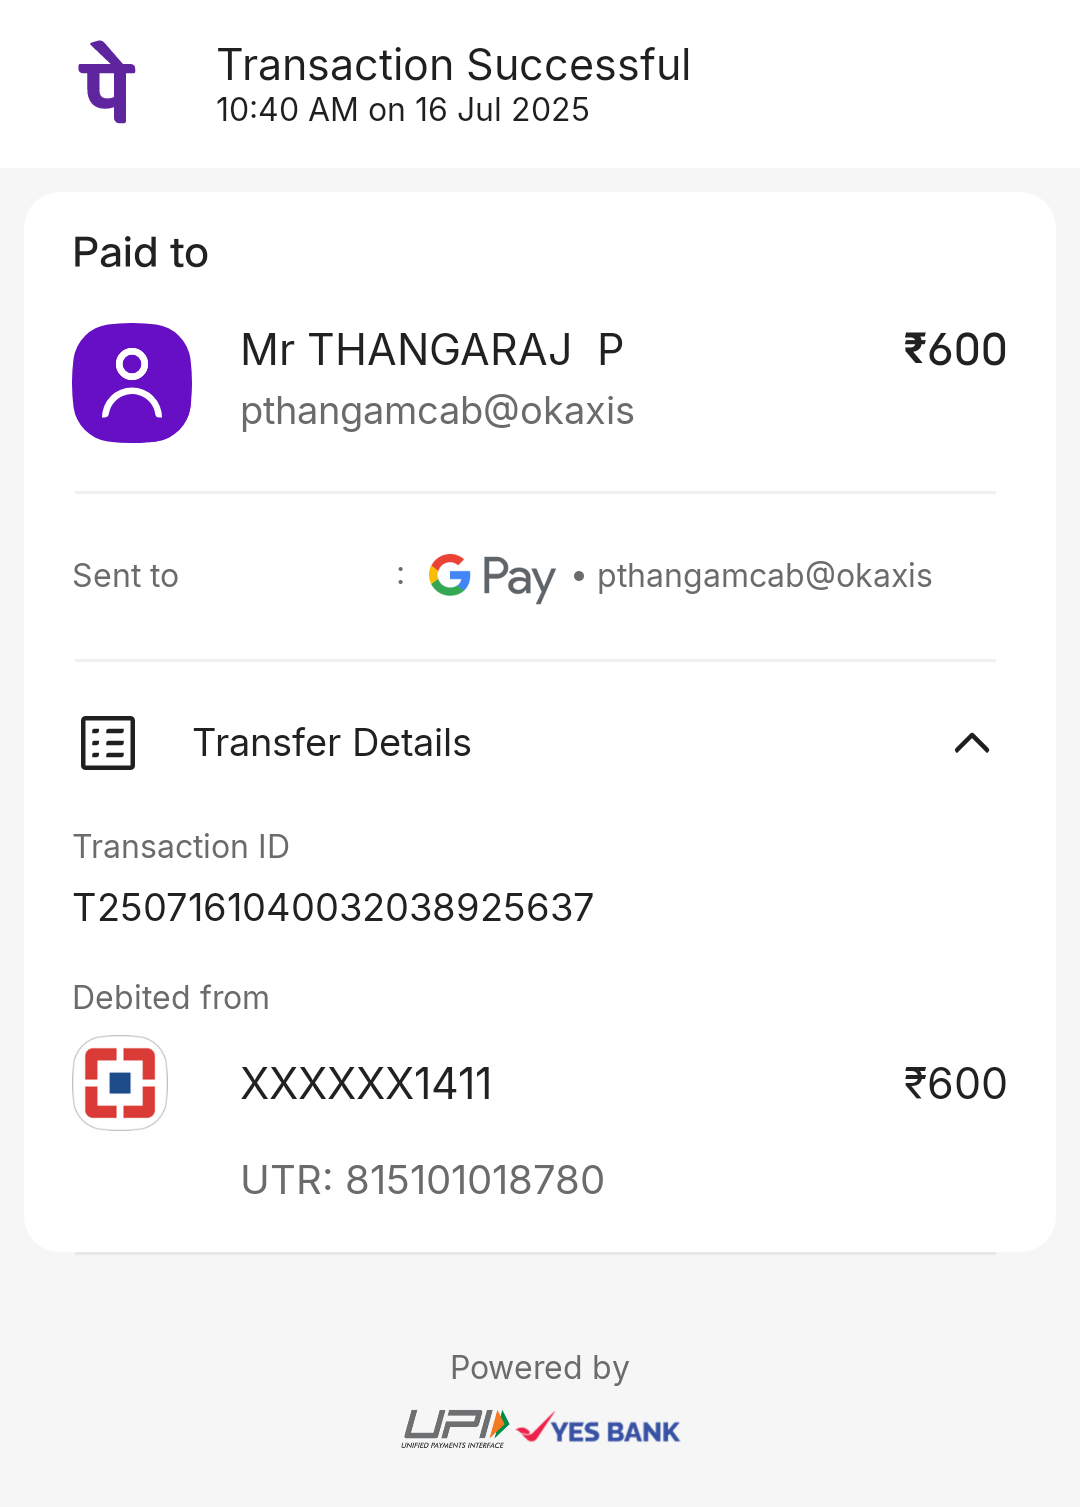 पे
Transaction Successful
10:40 AM on 16 Jul 2025
Paid to
Mr THANGARAJ  P
₹600
pthangamcab@okaxis
Sent to : G Pay • pthangamcab@okaxis
Transfer Details
Transaction ID
T2507161040032038925637
Debited from
XXXXXX1411
₹600
UTR: 815101018780
Powered by
UPI
UNIFIED PAYMENTS INTERFACE
YES BANK